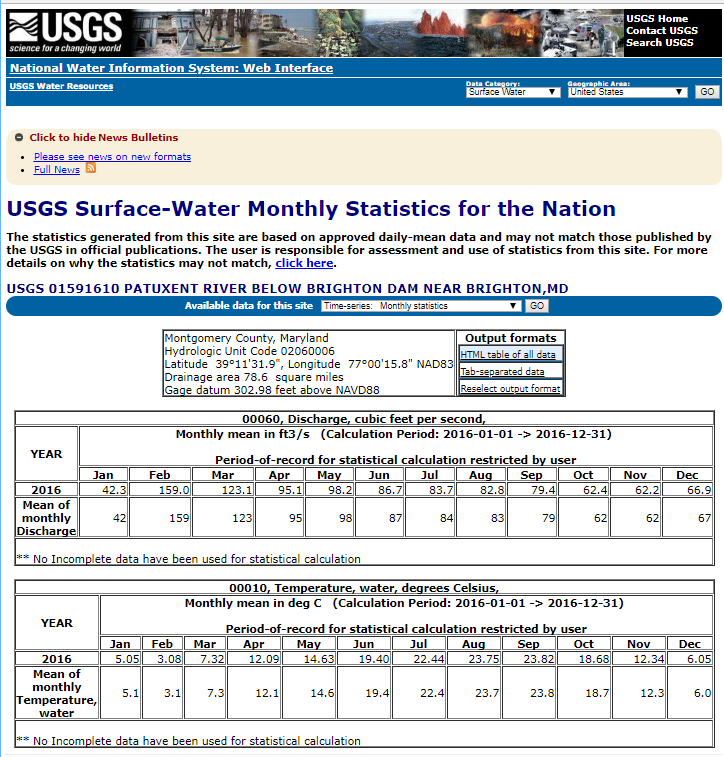 USGS
science for a changing world
USGS Home
Contact USGS
Search USGS
National Water Information System: Web Interface
USGS Water Resources
Data Category:
Surface Water
Geographic Area:
United States
GO
Click to hide News Bulletins
Please see news on new formats
Full News
USGS Surface-Water Monthly Statistics for the Nation
The statistics generated from this site are based on approved daily-mean data and may not match those published
by the USGS in official publications. The user is responsible for assessment and use of statistics from this site. For more
details on why the statistics may not match, click here.
USGS 01591610 PATUXENT RIVER BELOW BRIGHTON DAM NEAR BRIGHTON,MD
Available data for this site Time-series: Monthly statistics GO
Montgomery County, Maryland
Hydrologic Unit Code 02060006
Latitude 39°11'31.9", Longitude 77°00'15.8" NAD83
Drainage area 78.6 square miles
Gage datum 302.98 feet above NAVD88
Output formats
HTML table of all data
Tab-separated data
Reselect output format
00060, Discharge, cubic feet per second,
YEAR
Monthly mean in ft3/s (Calculation Period: 2016-01-01 -> 2016-12-31)
Period-of-record for statistical calculation restricted by user
Jan Feb Mar Apr May Jun Jul Aug Sep Oct Nov Dec
2016 42.3 159.0 123.1 95.1 98.2 86.7 83.7 82.8 79.4 62.4 62.2 66.9
Mean of
monthly
Discharge
42 159 123 95 98 87 84 83 79 62 62 67
** No Incomplete data have been used for statistical calculation
00010, Temperature, water, degrees Celsius,
YEAR
Monthly mean in deg C (Calculation Period: 2016-01-01 -> 2016-12-31)
Period-of-record for statistical calculation restricted by user
Jan Feb Mar Apr May Jun Jul Aug Sep Oct Nov Dec
2016 5.05 3.08 7.32 12.09 14.63 19.40 22.44 23.75 23.82 18.68 12.34 6.05
Mean of
monthly
Temperature,
water
5.1 3.1 7.3 12.1 14.6 19.4 22.4 23.7 23.8 18.7 12.3 6.0
** No Incomplete data have been used for statistical calculation